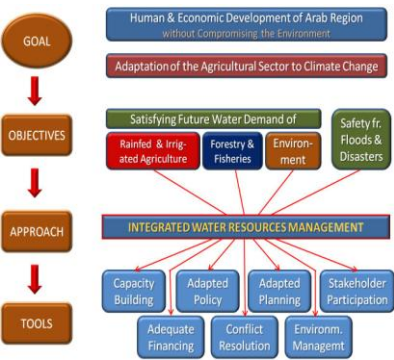 GOAL
Human & Economic Development of Arab Region
without Compromising the Environment
Adaptation of the Agricultural Sector to Climate Change
OBJECTIVES
Satisfying Future Water Demand of
Rainfed & Irrig-
ated Agriculture
Forestry &
Fisheries
Environ-
ment
Safety fr.
Floods &
Disasters
APPROACH
INTEGRATED WATER RESOURCES MANAGEMENT
TOOLS
Capacity
Building
Adapted
Policy
Adapted
Planning
Stakeholder
Participation
Adequate
Financing
Conflict
Resolution
Environm.
Managemt